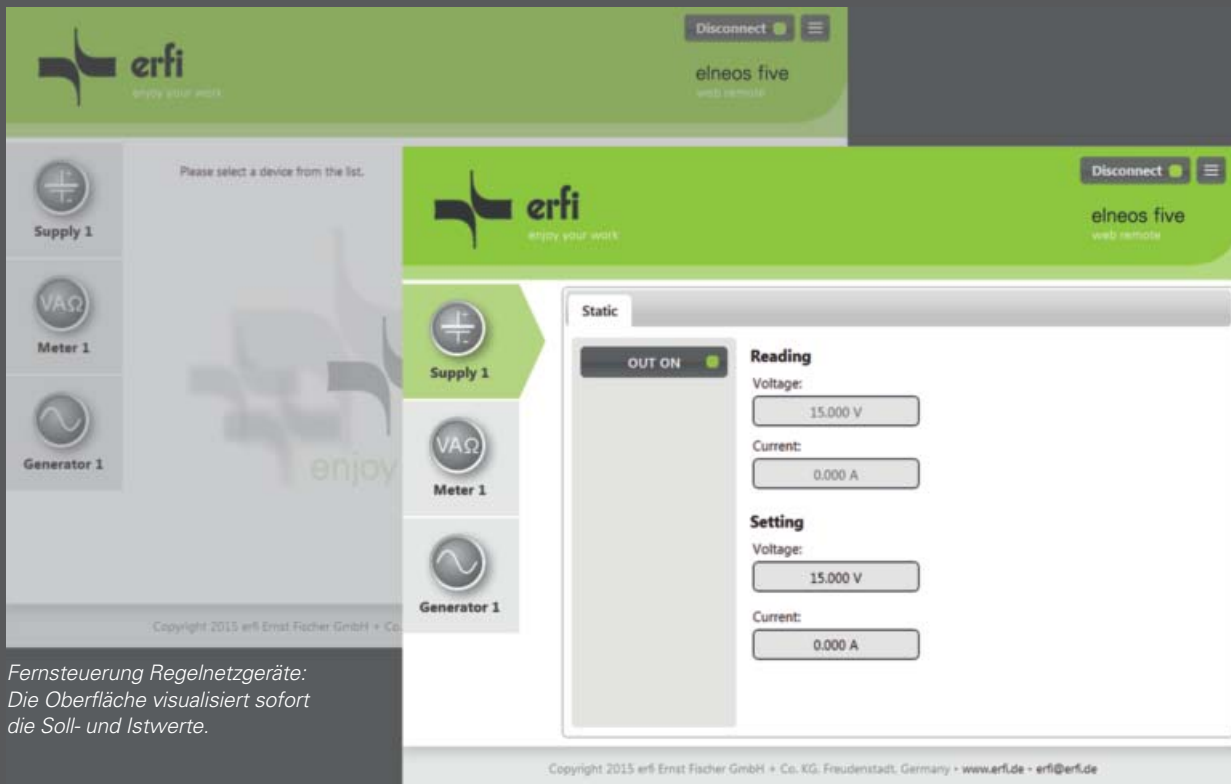 Disconnect
erfi
enjoy your work
elneos five
web remote
Please select a device from the list.
Supply 1
VAΩ
Meter 1
Generator 1
enjoy
Copyright 2015 erfi Ernst Fischer GmbH + Co.
Disconnect
erfi
enjoy your work
elneos five
web remote
Static
Supply 1
OUT ON
Reading
Voltage:
15.000 V
Current:
0.000 A
VAΩ
Meter 1
Setting
Voltage:
15.000 V
Generator 1
Current:
0.000 A
Copyright 2015 erfi Ernst Fischer GmbH + Co. KG. Freudenstadt, Germany • www.erfi.de - erfi@erfi.de
Fernsteuerung Regelnetzgeräte:
Die Oberfläche visualisiert sofort
die Soll- und Istwerte.